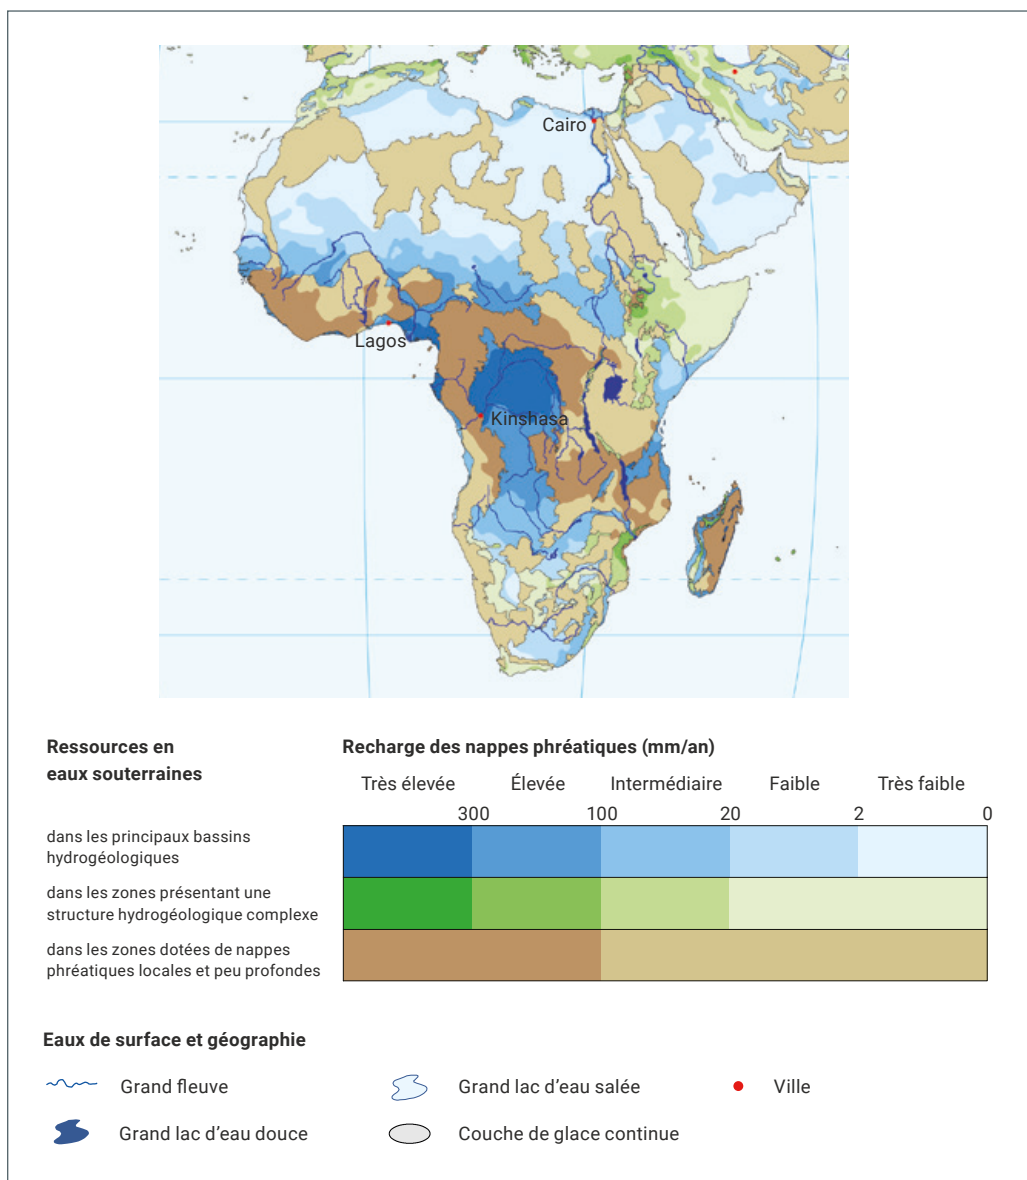 Cairo
Lagos
Kinshasa
Ressources en
eaux souterraines
Recharge des nappes phréatiques (mm/an)
Très élevée Élevée Intermédiaire Faible Très faible
300 100 20 2 0
dans les principaux bassins
hydrogéologiques
dans les zones présentant une
structure hydrogéologique complexe
dans les zones dotées de nappes
phréatiques locales et peu profondes
Eaux de surface et géographie
Grand fleuve Grand lac d'eau salée Ville
Grand lac d'eau douce Couche de glace continue